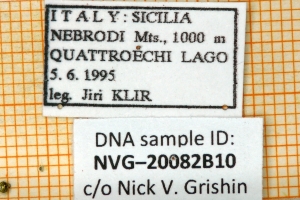 ITALY: SICILIA
NEBRODI Mts., 1000 m
QUATTROECHI LAGO
5. 6. 1995
leg. Jiri KLIR
DNA sample ID:
NVG–20082B10
c/o Nick V. Grishin